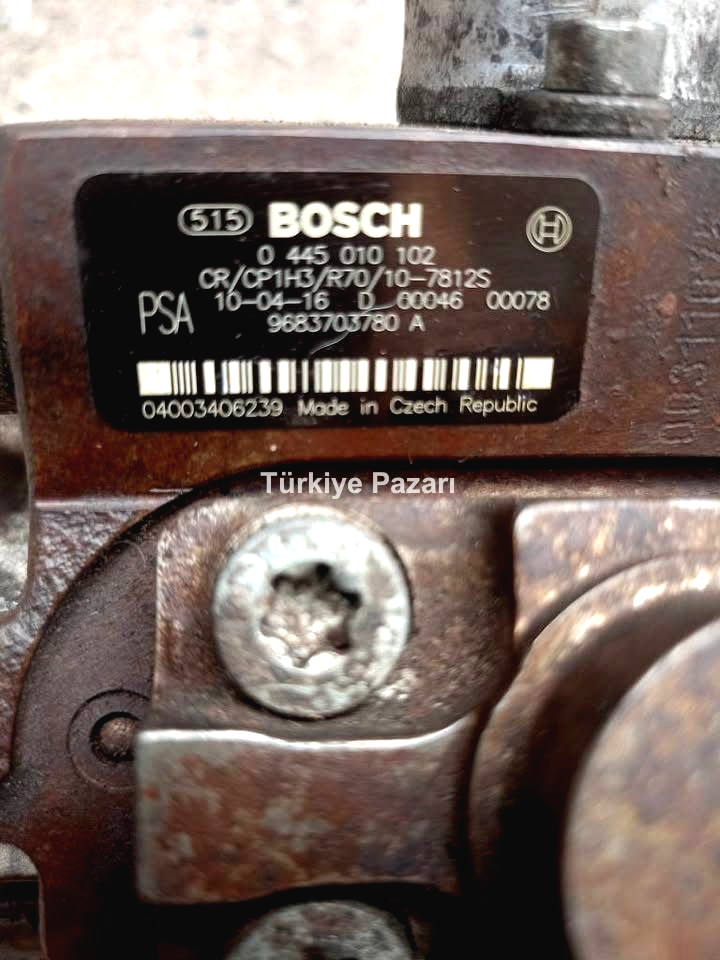 515 BOSCH
0 445 010 102
CR/CP1H3/R70/10-7812S
PSA 10-04-16 D 00046 00078
9683703780 A
04003406239 Made in Czech Republic
Türkiye Pazarı